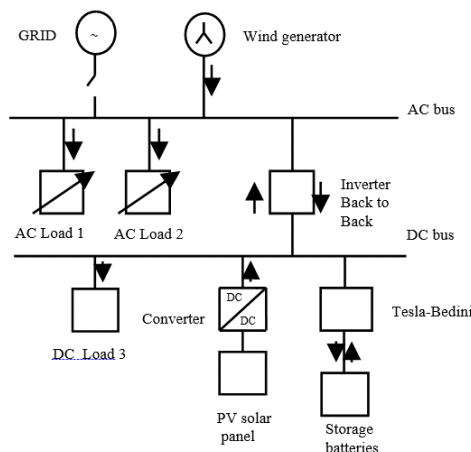 GRID
~
Wind generator
AC bus
Inverter
Back to
Back
AC Load 1
AC Load 2
DC bus
DC
DC
Converter
Tesla-Bedini
DC Load 3
PV solar
panel
Storage
batteries